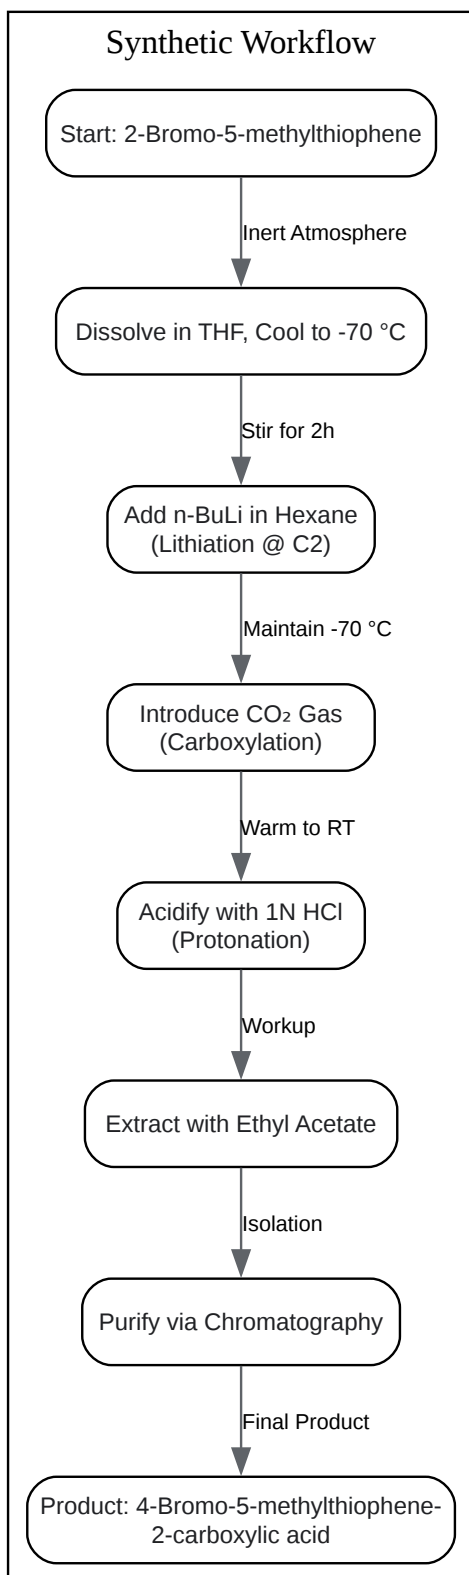 Synthetic Workflow
Start: 2-Bromo-5-methylthiophene
Inert Atmosphere
Dissolve in THF, Cool to -70 °C
Stir for 2h
Add n-BuLi in Hexane
(Lithiation @ C2)
Maintain -70 °C
Introduce CO₂ Gas
(Carboxylation)
Warm to RT
Acidify with 1N HCl
(Protonation)
Workup
Extract with Ethyl Acetate
Isolation
Purify via Chromatography
Final Product
Product: 4-Bromo-5-methylthiophene-
2-carboxylic acid